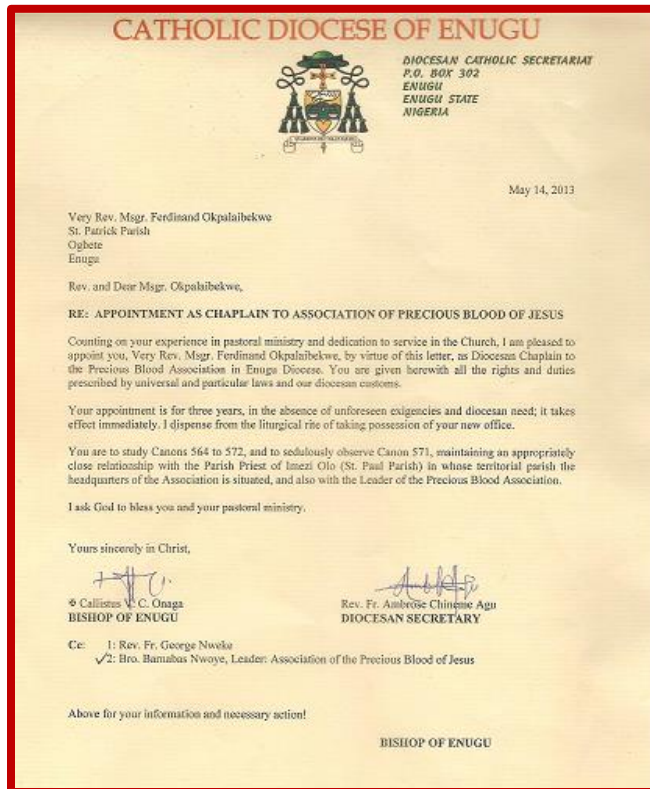 CATHOLIC DIOCESE OF ENUGU
DIOCESAN CATHOLIC SECRETARIAT
P.O. BOX 302
ENUGU
ENUGU STATE
NIGERIA
May 14, 2013
Very Rev. Msgr. Ferdinand Okpalaibekwe
St. Patrick Parish
Ogbete
Enugu
Rev. and Dear Msgr. Okpalaibekwe,
RE: APPOINTMENT AS CHAPLAIN TO ASSOCIATION OF PRECIOUS BLOOD OF JESUS
Counting on your experience in pastoral ministry and dedication to service in the Church, I am pleased to
appoint you, Very Rev. Msgr. Ferdinand Okpalaibekwe, by virtue of this letter, as Diocesan Chaplain to
the Precious Blood Association in Enugu Diocese. You are given herewith all the rights and duties
prescribed by universal and particular laws and our diocesan customs.
Your appointment is for three years, in the absence of unforeseen exigencies and diocesan need; it takes
effect immediately. I dispense from the liturgical rite of taking possession of your new office.
You are to study Canons 564 to 572, and to sedulously observe Canon 571, maintaining an appropriately
close relationship with the Parish Priest of Imezi Olo (St. Paul Parish) in whose territorial parish the
headquarters of the Association is situated, and also with the Leader of the Precious Blood Association.
I ask God to bless you and your pastoral ministry.
Yours sincerely in Christ,
✠ Callistus V. C. Onaga
BISHOP OF ENUGU
Rev. Fr. Ambrose Chineme Agu
DIOCESAN SECRETARY
Cc: 1: Rev. Fr. George Nweke
✓2: Bro. Barnabas Nwoye, Leader: Association of the Precious Blood of Jesus
Above for your information and necessary action!
BISHOP OF ENUGU